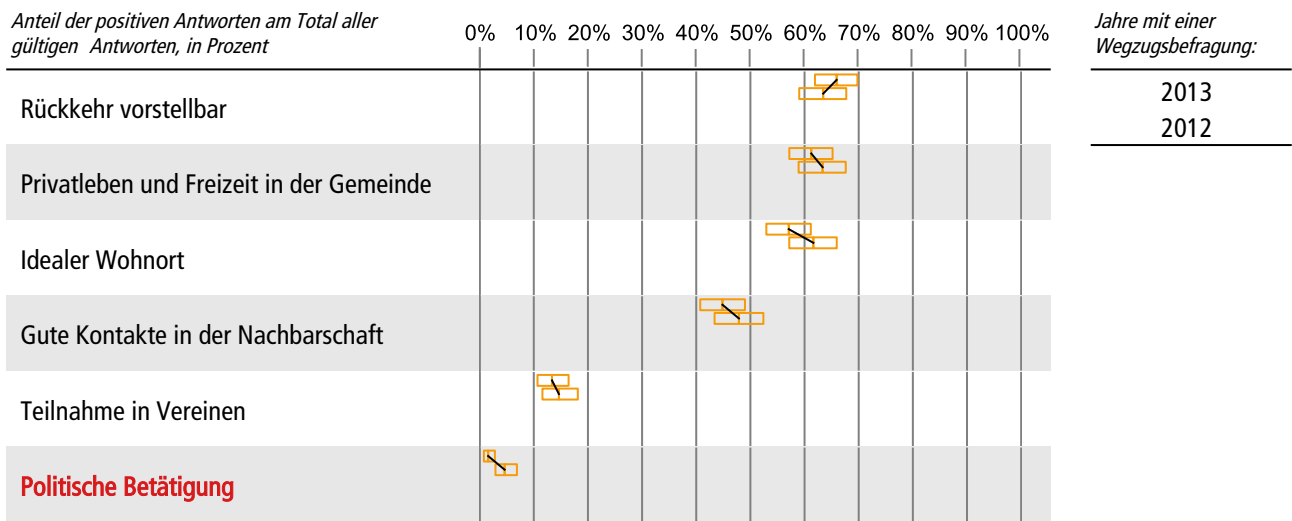 Anteil der positiven Antworten am Total aller
gültigen Antworten, in Prozent
0% 10% 20% 30% 40% 50% 60% 70% 80% 90% 100%
Jahre mit einer
Wegzugsbefragung:
2013
2012
Rückkehr vorstellbar
Privatleben und Freizeit in der Gemeinde
Idealer Wohnort
Gute Kontakte in der Nachbarschaft
Teilnahme in Vereinen
Politische Betätigung